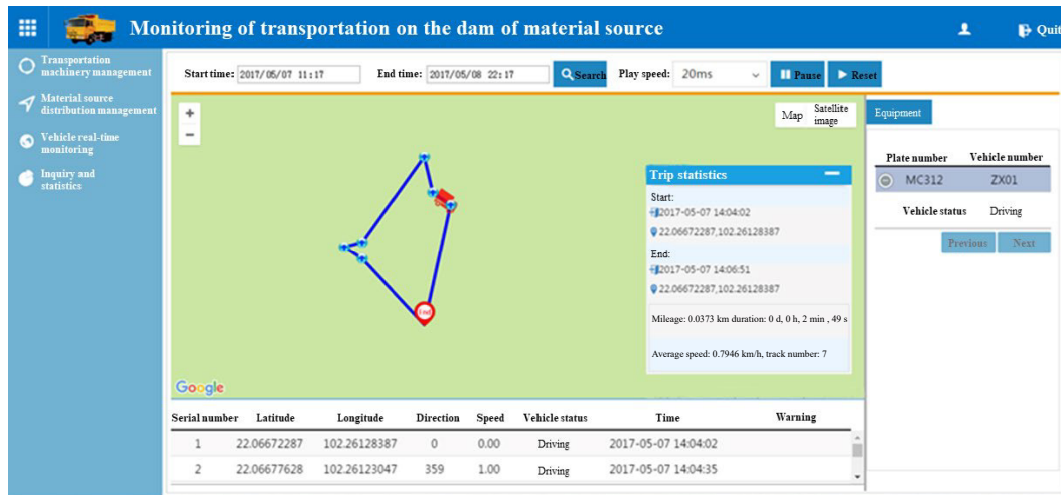 Monitoring of transportation on the dam of material source
Quit
Transportation
machinery management
Material source
distribution management
Vehicle real-time
monitoring
Inquiry and
statistics
Start time: 2017/05/07 11:17 End time: 2017/05/08 22:17 Search Play speed: 20ms Pause Reset
+
−
Map Satellite
image
End
Trip statistics
Start:
2017-05-07 14:04:02
22.06672287,102.26128387
End:
2017-05-07 14:06:51
22.06672287,102.26128387
Mileage: 0.0373 km duration: 0 d, 0 h, 2 min , 49 s
Average speed: 0.7946 km/h, track number: 7
Google
Equipment
Plate number Vehicle number
MC312 ZX01
Vehicle status Driving
Previous Next
Serial number Latitude Longitude Direction Speed Vehicle status Time Warning
1 22.06672287 102.26128387 0 0.00 Driving 2017-05-07 14:04:02
2 22.06677628 102.26123047 359 1.00 Driving 2017-05-07 14:04:35